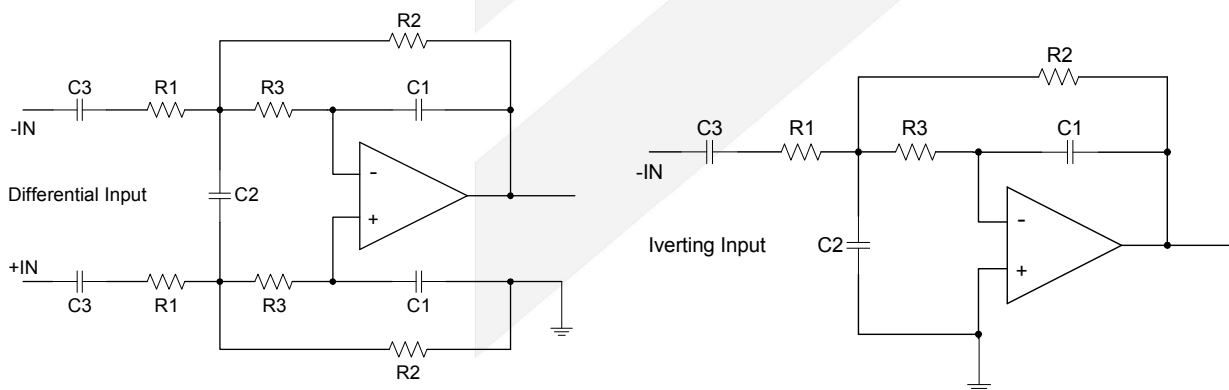 R2
C3
R1
R3
C1
-IN
-
Differential Input
C2
+
+IN
C3
R1
R3
C1
R2
R2
C3
R1
R3
C1
-IN
-
Iverting Input
C2
+